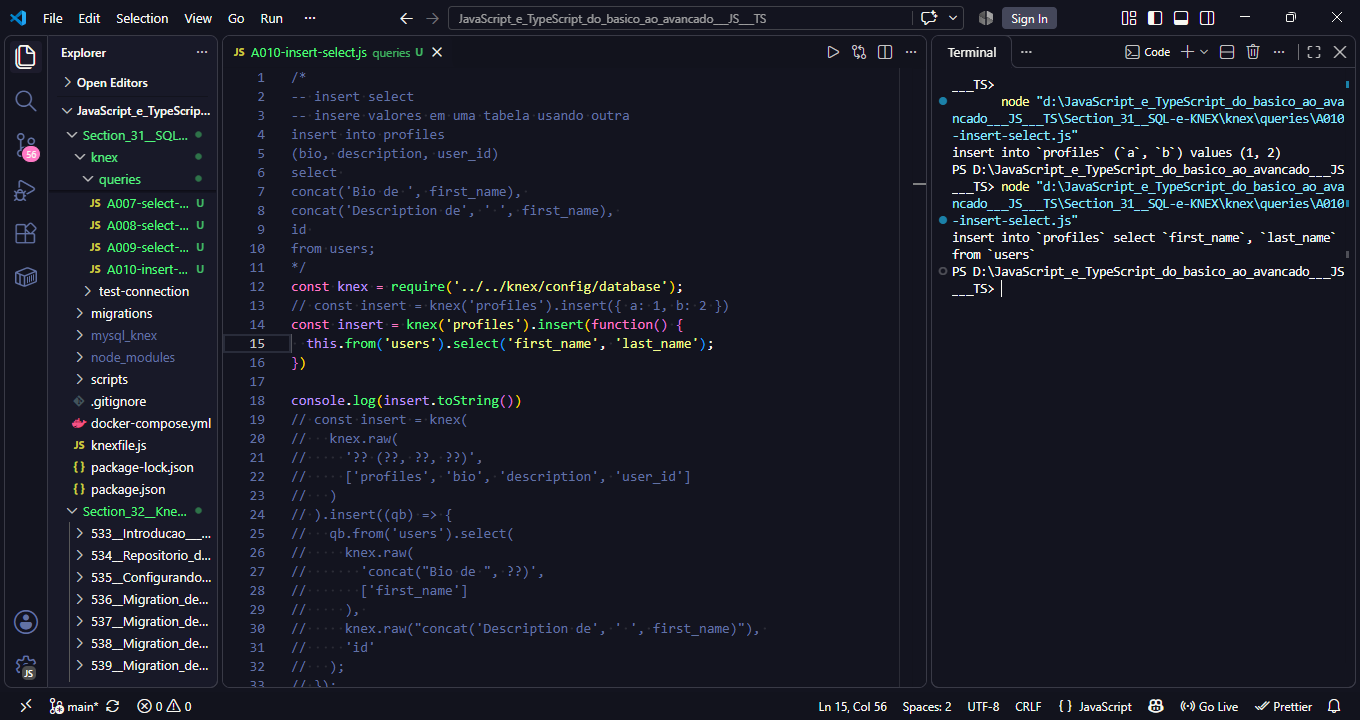 File Edit Selection View Go Run ···
JavaScript_e_TypeScript_do_basico_ao_avancado___JS___TS
Sign In
Explorer ···
Open Editors
JavaScript_e_TypeScrip...
Section_31__SQL...
knex
queries
JS A007-select-... U
JS A008-select-... U
JS A009-select-... U
JS A010-insert-... U
test-connection
migrations
mysql_knex
node_modules
scripts
.gitignore
docker-compose.yml
JS knexfile.js
{} package-lock.json
{} package.json
Section_32__Kne...
533__Introducao___...
534__Repositorio_d...
535__Configurando...
536__Migration_de...
537__Migration_de...
538__Migration_de...
539__Migration_de...
56
JS
JS A010-insert-select.js queries U
1 /*
2 -- insert select
3 -- insere valores em uma tabela usando outra
4 insert into profiles
5 (bio, description, user_id)
6 select
7 concat('Bio de ', first_name),
8 concat('Description de', ' ', first_name),
9 id
10 from users;
11 */
12 const knex = require('../../knex/config/database');
13 // const insert = knex('profiles').insert({ a: 1, b: 2 })
14 const insert = knex('profiles').insert(function() {
15   this.from('users').select('first_name', 'last_name');
16 })
17
18 console.log(insert.toString())
19 // const insert = knex(
20 //   knex.raw(
21 //     '?? (??, ??, ??)',
22 //     ['profiles', 'bio', 'description', 'user_id']
23 //   )
24 // ).insert((qb) => {
25 //   qb.from('users').select(
26 //     knex.raw(
27 //       'concat("Bio de ", ??)',
28 //       ['first_name']
29 //     ),
30 //     knex.raw("concat('Description de', ' ', first_name)"),
31 //     'id'
32 //   );
33 // });
Terminal ···
Code
___TS>
node "d:\JavaScript_e_TypeScript_do_basico_ao_ava
ncado___JS___TS\Section_31__SQL-e-KNEX\knex\queries\A010
-insert-select.js"
insert into `profiles` (`a`, `b`) values (1, 2)
PS D:\JavaScript_e_TypeScript_do_basico_ao_avancado___JS
___TS> node "d:\JavaScript_e_TypeScript_do_basico_ao_ava
ncado___JS___TS\Section_31__SQL-e-KNEX\knex\queries\A010
-insert-select.js"
insert into `profiles` select `first_name`, `last_name`
from `users`
PS D:\JavaScript_e_TypeScript_do_basico_ao_avancado___JS
___TS>
main* 0 0 Ln 15, Col 56 Spaces: 2 UTF-8 CRLF {} JavaScript Go Live Prettier